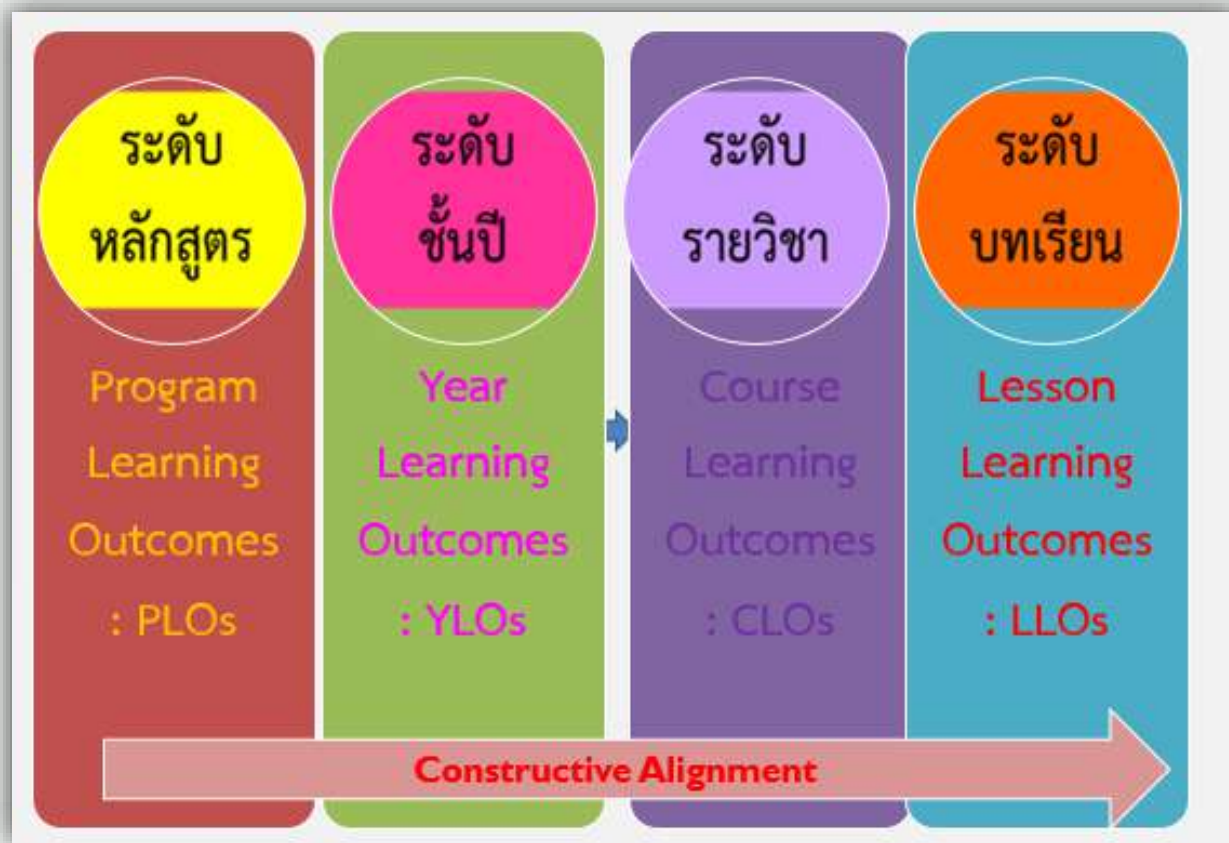 ระดับ
หลักสูตร
Program
Learning
Outcomes
: PLOs
ระดับ
ชั้นปี
Year
Learning
Outcomes
: YLOs
ระดับ
รายวิชา
Course
Learning
Outcomes
: CLOs
ระดับ
บทเรียน
Lesson
Learning
Outcomes
: LLOs
Constructive Alignment